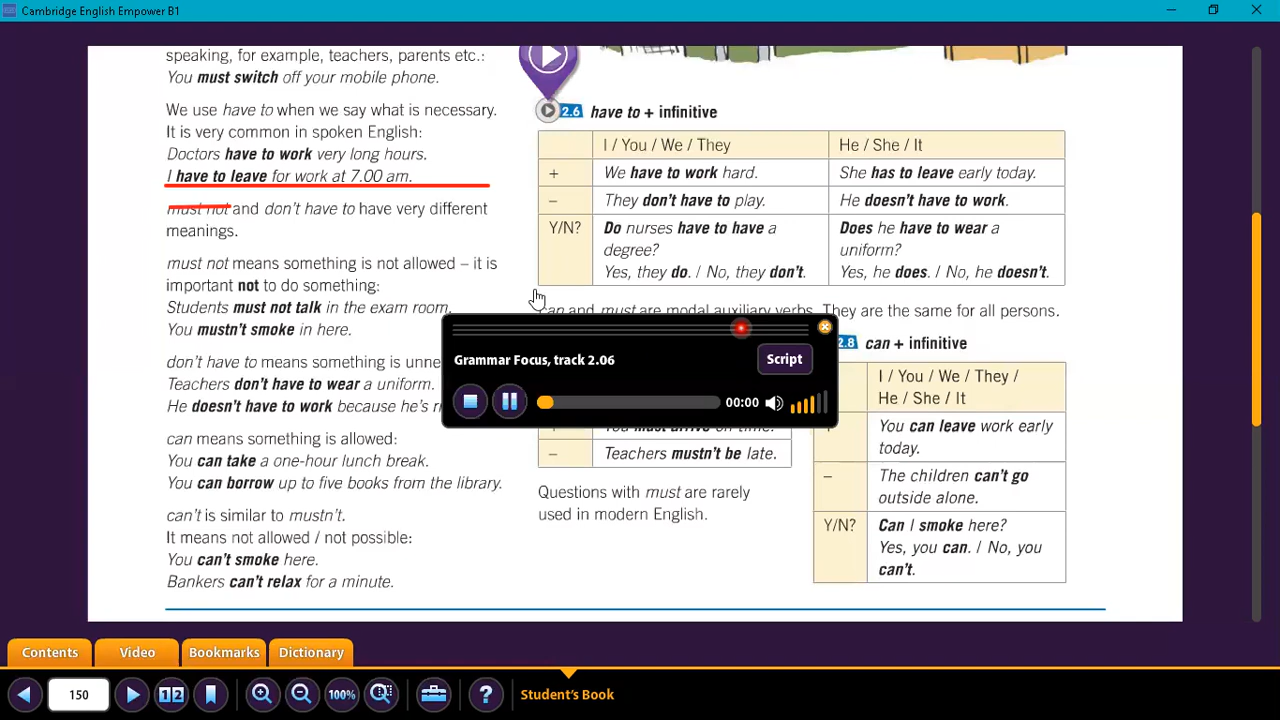 Cambridge English Empower B1
speaking, for example, teachers, parents etc.:
You must switch off your mobile phone.
We use have to when we say what is necessary.
It is very common in spoken English:
Doctors have to work very long hours.
I have to leave for work at 7.00 am.
must not and don't have to have very different
meanings.
must not means something is not allowed – it is
important not to do something:
Students must not talk in the exam room.
You mustn't smoke in here.
don't have to means something is
Teachers don't have to wear a uniform.
He doesn't have to work because he's
can means something is allowed:
You can take a one-hour lunch break.
You can borrow up to five books from the library.
can't is similar to mustn't.
It means not allowed / not possible:
You can't smoke here.
Bankers can't relax for a minute.
2.6 have to + infinitive
I / You / We / They He / She / It
+ We have to work hard. She has to leave early today.
– They don't have to play. He doesn't have to work.
Y/N? Do nurses have to have a
degree?
Yes, they do. / No, they don't.
Does he have to wear a
uniform?
Yes, he does. / No, he doesn't.
can and must are modal auxiliary verbs. They are the same for all persons.
Grammar Focus, track 2.06
Script
00:00
You must arrive on time.
– Teachers mustn't be late.
Questions with must are rarely
used in modern English.
2.8 can + infinitive
I / You / We / They /
He / She / It
You can leave work early
today.
– The children can't go
outside alone.
Y/N? Can I smoke here?
Yes, you can. / No, you
can't.
Contents Video Bookmarks Dictionary
150 1 2 100% ? Student's Book